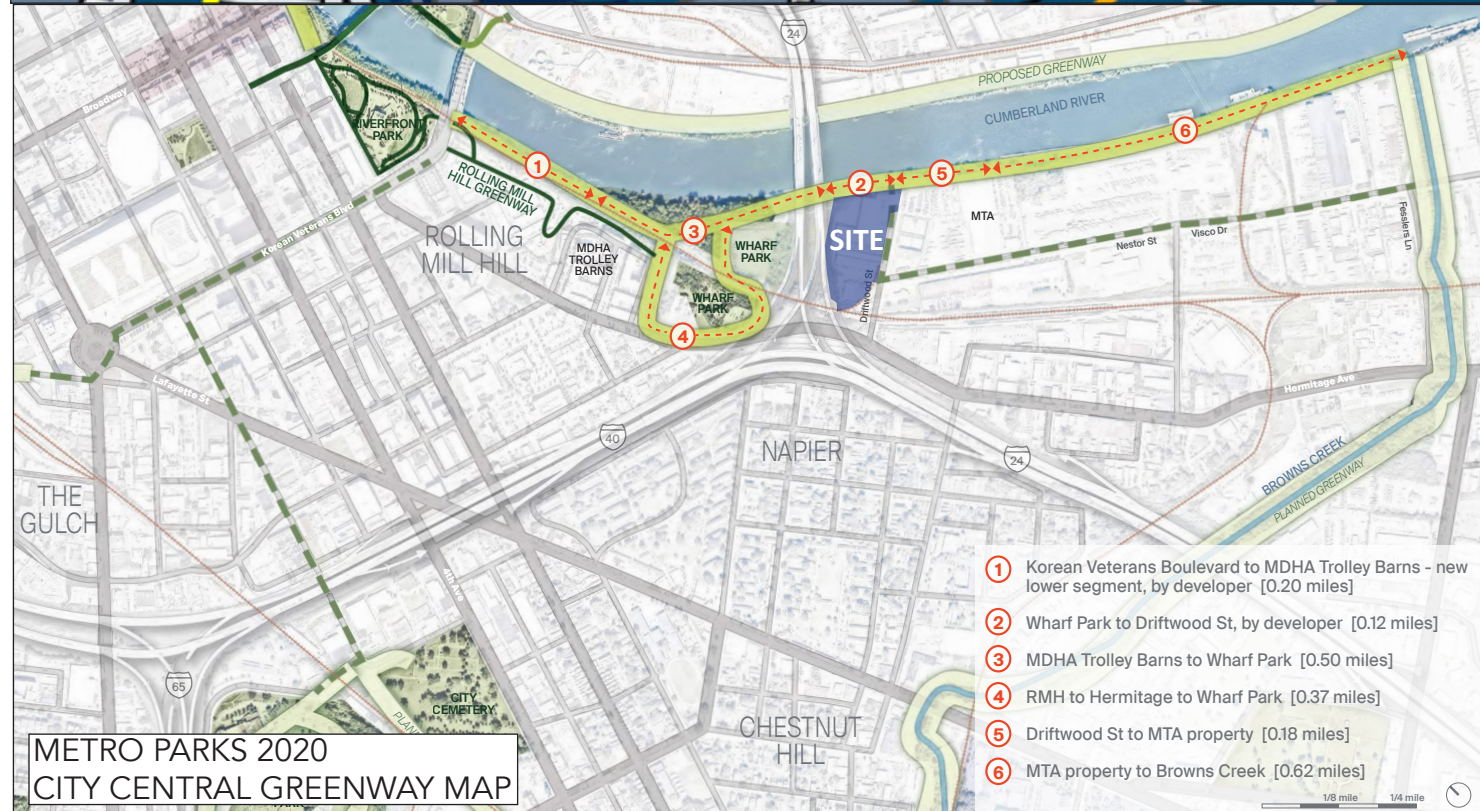 24
PROPOSED GREENWAY
CUMBERLAND RIVER
Broadway
RIVERFRONT
PARK
1
ROLLING MILL
HILL GREENWAY
2
5
6
MTA
Nestor St
Visco Dr
Fesslers Ln
Korean Veterans Blvd
ROLLING
MILL HILL
MDHA
TROLLEY
BARNS
3
WHARF
PARK
SITE
WHARF
PARK
Driftwood St
4
Lafayette St
Hermitage Ave
40
NAPIER
24
BROWNS CREEK
PLANNED GREENWAY
THE
GULCH
4th Ave
65
CITY
CEMETERY
CHESTNUT
HILL
1 Korean Veterans Boulevard to MDHA Trolley Barns - new
lower segment, by developer [0.20 miles]
2 Wharf Park to Driftwood St, by developer [0.12 miles]
3 MDHA Trolley Barns to Wharf Park [0.50 miles]
4 RMH to Hermitage to Wharf Park [0.37 miles]
5 Driftwood St to MTA property [0.18 miles]
6 MTA property to Browns Creek [0.62 miles]
METRO PARKS 2020
CITY CENTRAL GREENWAY MAP
1/8 mile 1/4 mile